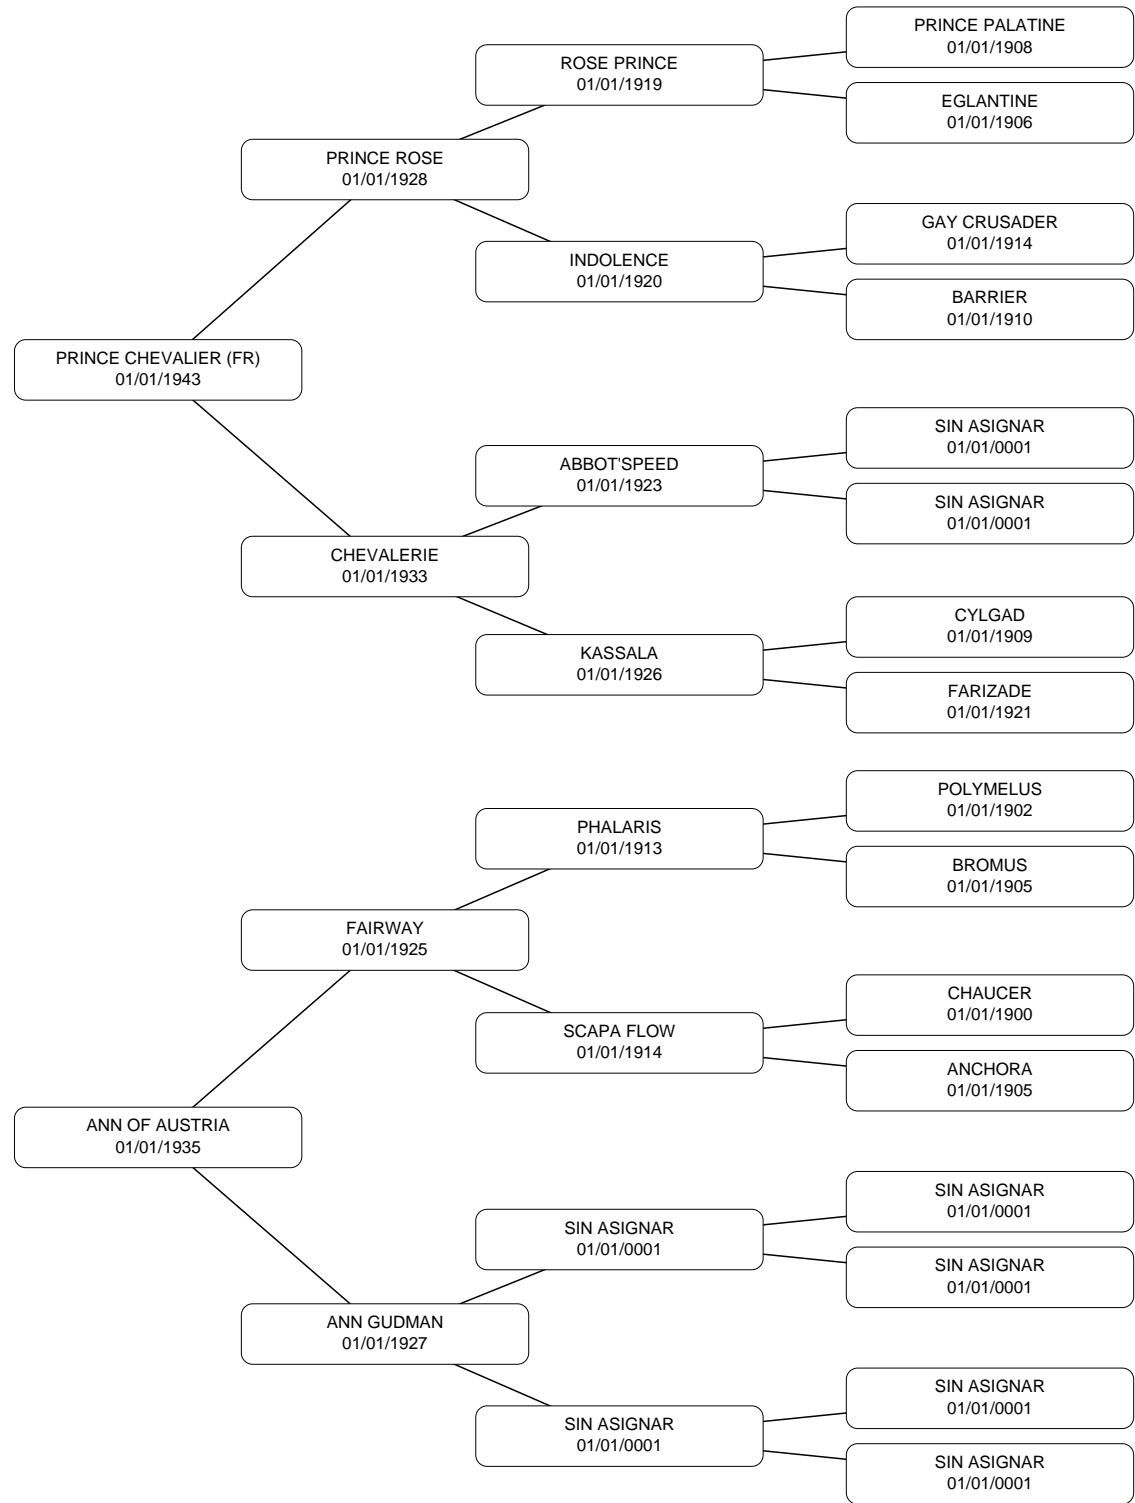 PRINCE PALATINE
01/01/1908
ROSE PRINCE
01/01/1919
EGLANTINE
01/01/1906
PRINCE ROSE
01/01/1928
GAY CRUSADER
01/01/1914
INDOLENCE
01/01/1920
BARRIER
01/01/1910
PRINCE CHEVALIER (FR)
01/01/1943
SIN ASIGNAR
01/01/0001
ABBOT'SPEED
01/01/1923
SIN ASIGNAR
01/01/0001
CHEVALERIE
01/01/1933
CYLGAD
01/01/1909
KASSALA
01/01/1926
FARIZADE
01/01/1921
POLYMELUS
01/01/1902
PHALARIS
01/01/1913
BROMUS
01/01/1905
FAIRWAY
01/01/1925
CHAUCER
01/01/1900
SCAPA FLOW
01/01/1914
ANCHORA
01/01/1905
ANN OF AUSTRIA
01/01/1935
SIN ASIGNAR
01/01/0001
SIN ASIGNAR
01/01/0001
SIN ASIGNAR
01/01/0001
ANN GUDMAN
01/01/1927
SIN ASIGNAR
01/01/0001
SIN ASIGNAR
01/01/0001
SIN ASIGNAR
01/01/0001